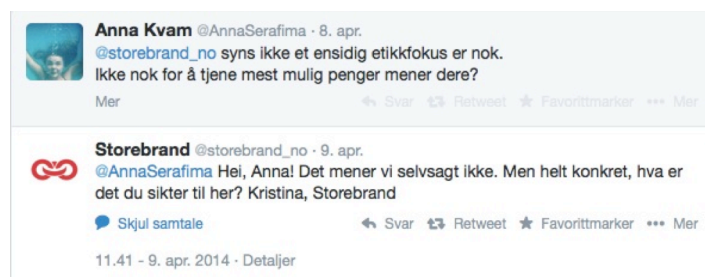 Anna Kvam @AnnaSerafima · 8. apr.
@storebrand_no syns ikke et ensidig etikkfokus er nok.
Ikke nok for å tjene mest mulig penger mener dere?
Mer Svar Retweet Favorittmarker Mer
Storebrand @storebrand_no · 9. apr.
@AnnaSerafima Hei, Anna! Det mener vi selvsagt ikke. Men helt konkret, hva er
det du sikter til her? Kristina, Storebrand
Skjul samtale Svar Retweet Favorittmarker Mer
11.41 - 9. apr. 2014 · Detaljer